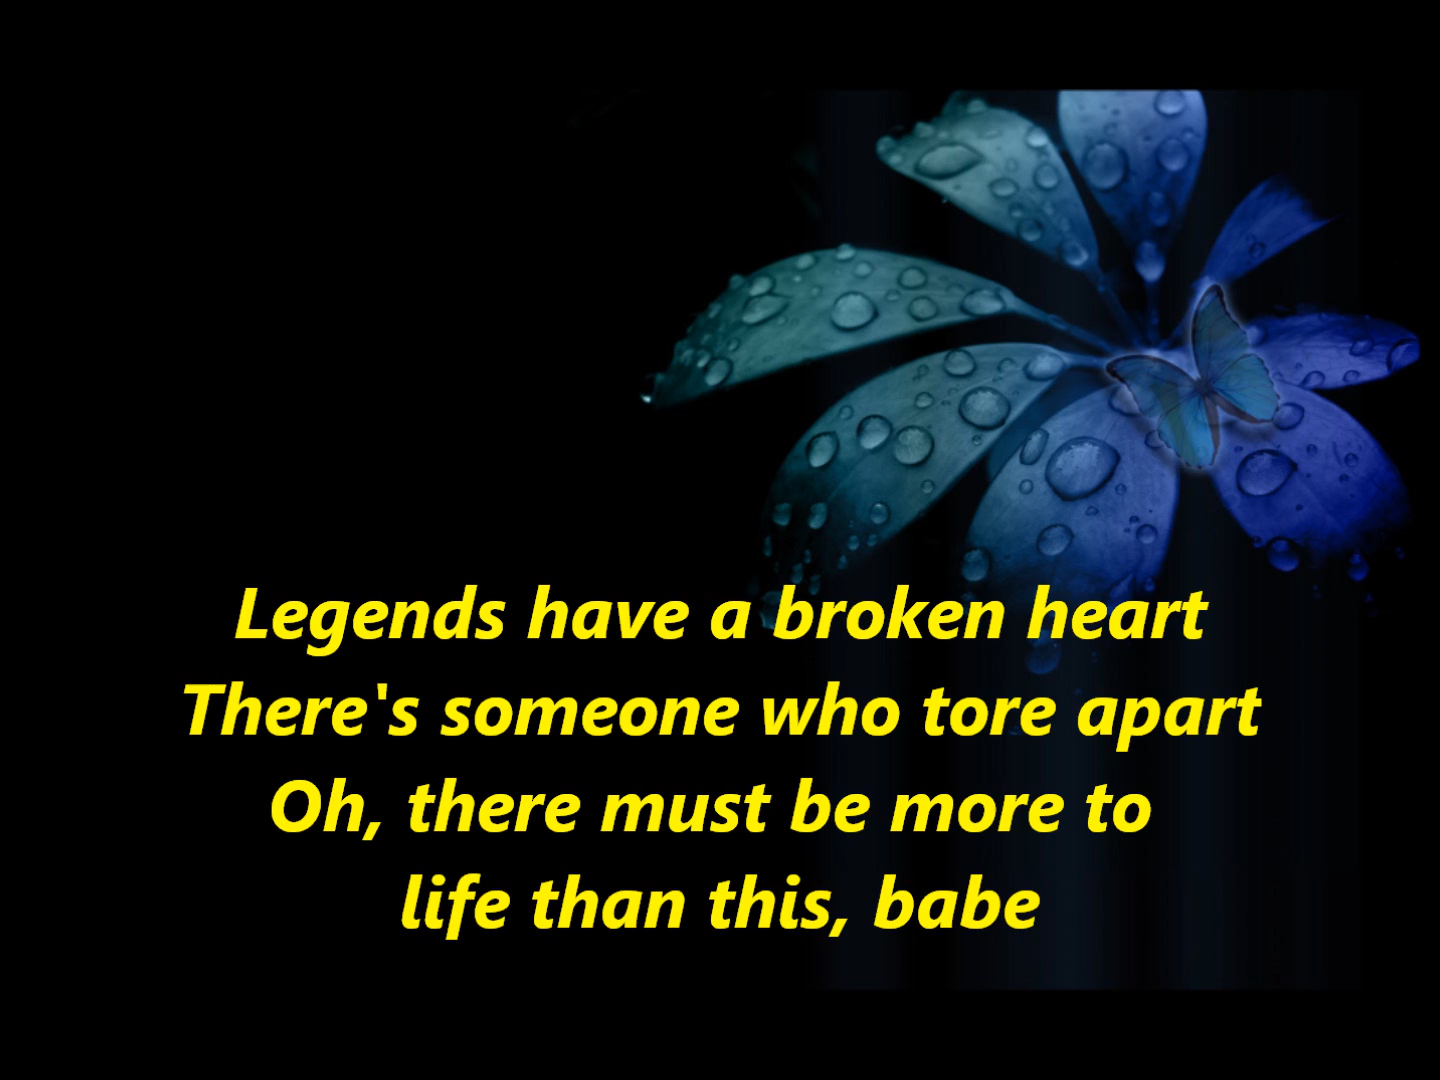 Legends have a broken heart
There's someone who tore apart
Oh, there must be more to
life than this, babe